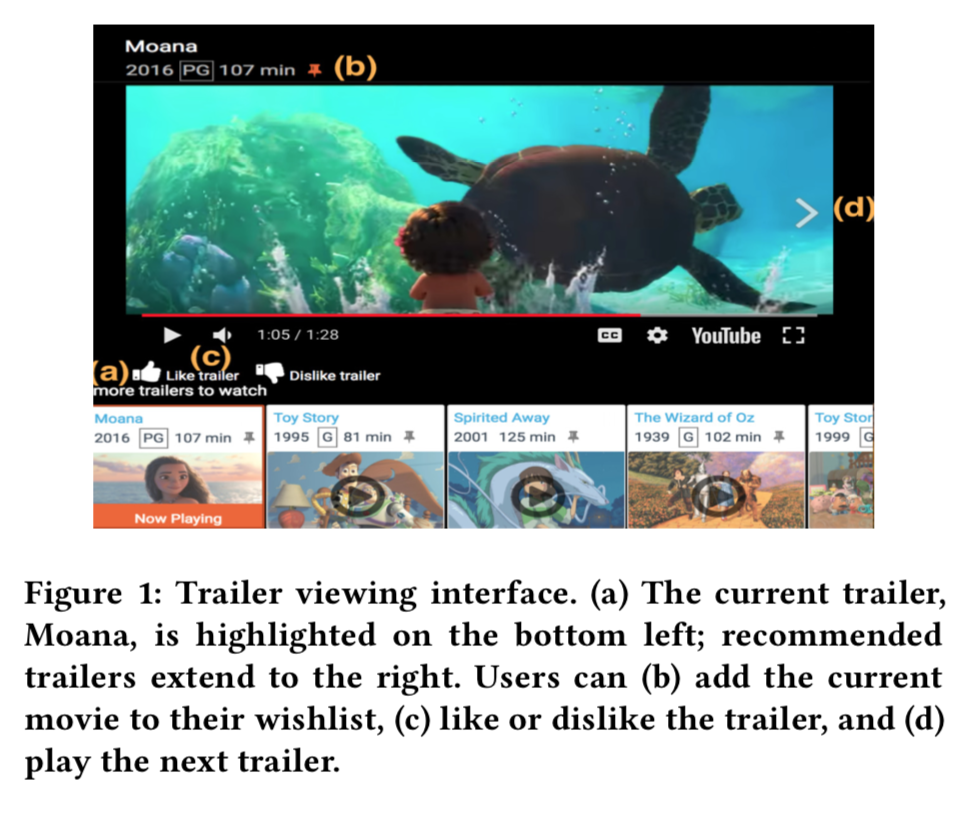 Moana
2016 PG 107 min (b)
(d)
1:05 / 1:28 CC YouTube
(c)
(a) Like trailer Dislike trailer
more trailers to watch
Moana Toy Story Spirited Away The Wizard of Oz Toy Stor
2016 PG 107 min 1995 G 81 min 2001 125 min 1939 G 102 min 1999 G
Now Playing
Figure 1: Trailer viewing interface. (a) The current trailer,
Moana, is highlighted on the bottom left; recommended
trailers extend to the right. Users can (b) add the current
movie to their wishlist, (c) like or dislike the trailer, and (d)
play the next trailer.